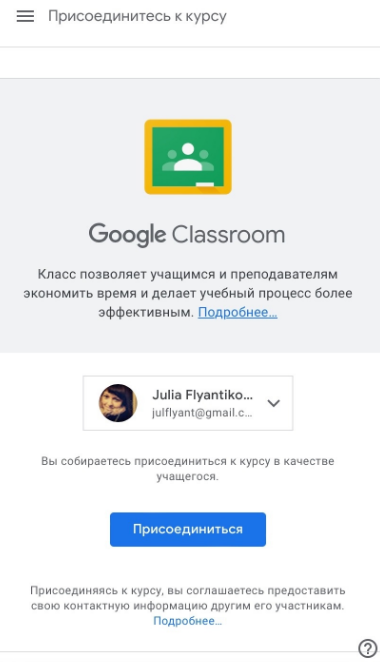 Присоединитесь к курсу
Google Classroom
Класс позволяет учащимся и преподавателям
экономить время и делает учебный процесс более
эффективным. Подробнее...
Julia Flyantiko...
julflyant@gmail.c...
Вы собираетесь присоединиться к курсу в качестве
учащегося.
Присоединиться
Присоединяясь к курсу, вы соглашаетесь предоставить
свою контактную информацию другим его участникам.
Подробнее...
?